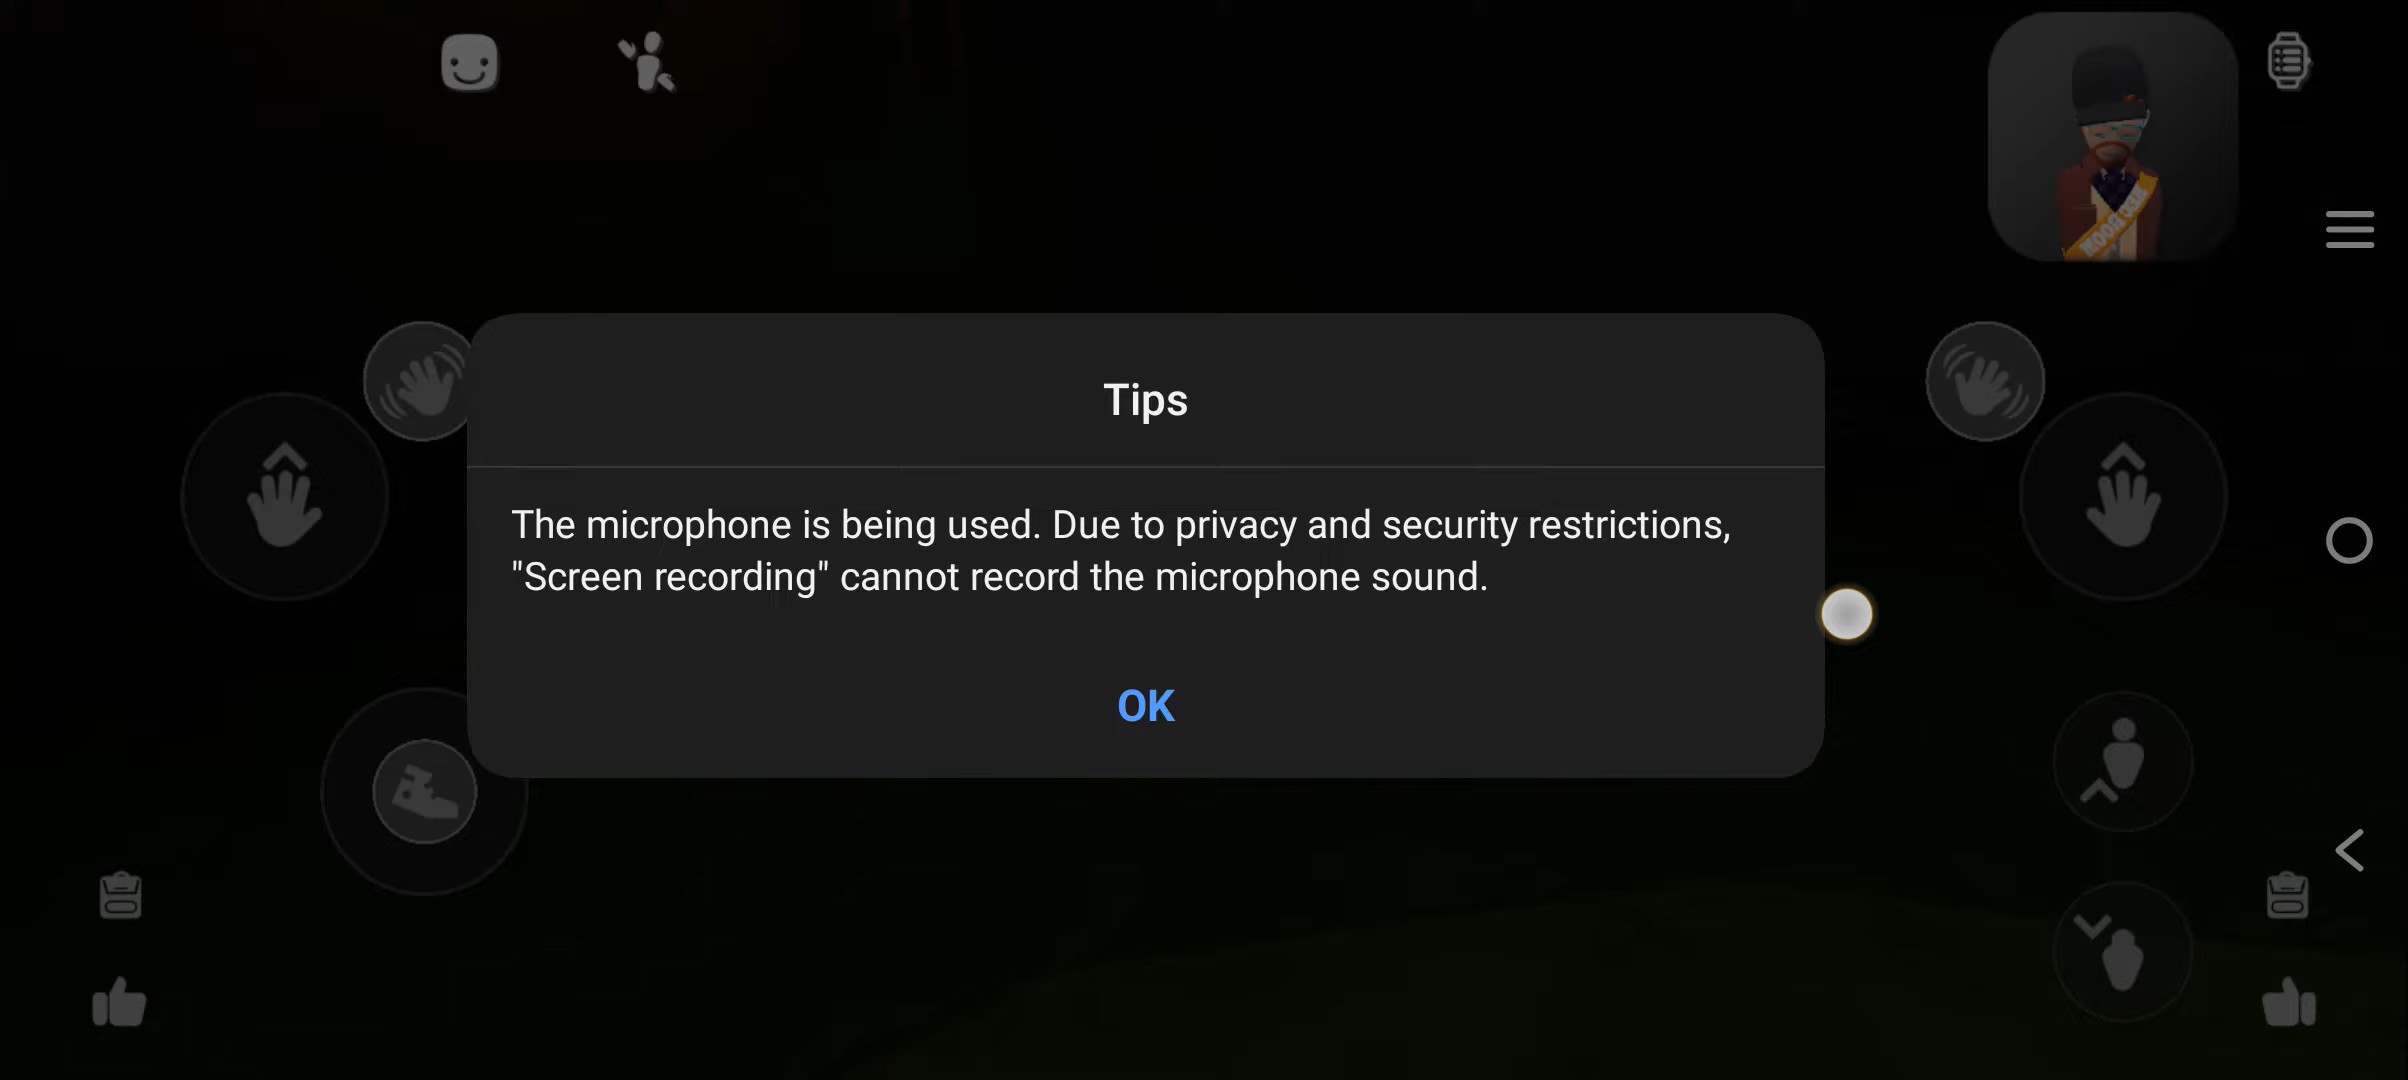 Tips
The microphone is being used. Due to privacy and security restrictions,
"Screen recording" cannot record the microphone sound.
OK